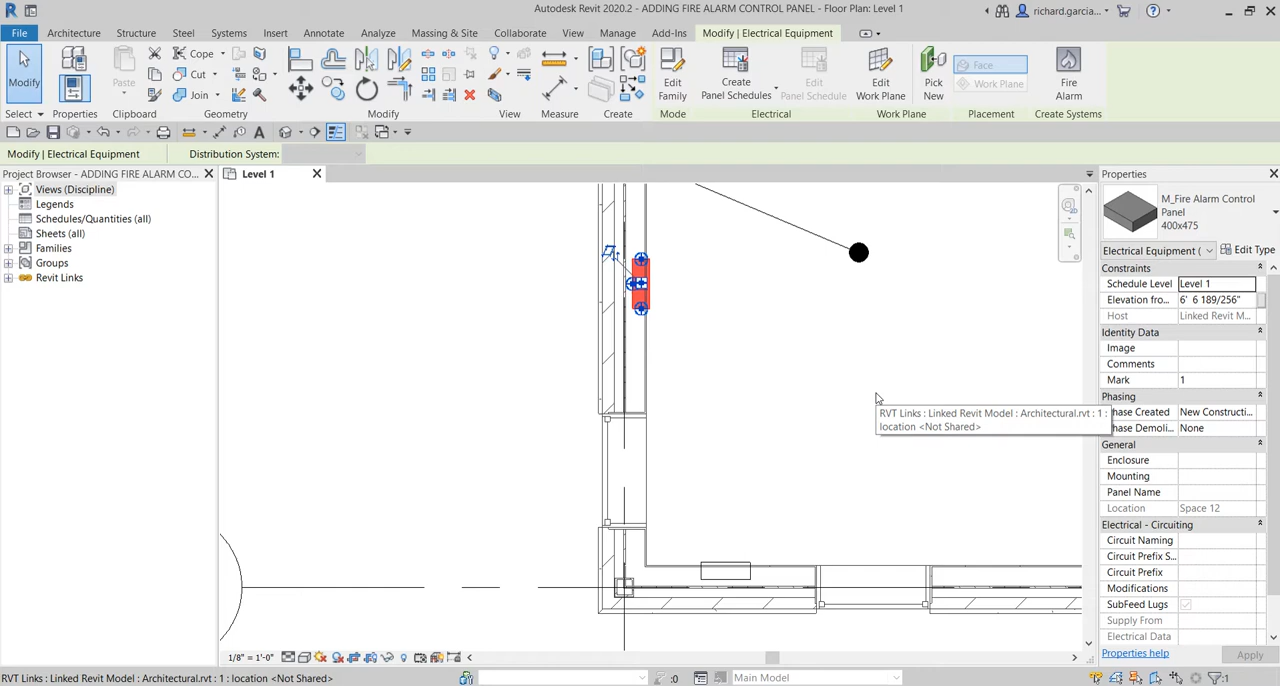 Autodesk Revit 2020.2 - ADDING FIRE ALARM CONTROL PANEL - Floor Plan: Level 1
richard.garcia...
File Architecture Structure Steel Systems Insert Annotate Analyze Massing & Site Collaborate View Manage Add-Ins Modify | Electrical Equipment
Modify
Paste
Cope
Cut
Join
Edit Family
Create Panel Schedules
Edit Panel Schedule
Edit Work Plane
Pick New
Face
Work Plane
Fire Alarm
Select Properties Clipboard Geometry Modify View Measure Create Mode Electrical Work Plane Placement Create Systems
Modify | Electrical Equipment Distribution System:
Project Browser - ADDING FIRE ALARM CO...
Views (Discipline)
Legends
Schedules/Quantities (all)
Sheets (all)
Families
Groups
Revit Links
Level 1
RVT Links : Linked Revit Model : Architectural.rvt : 1 :
location <Not Shared>
Properties
M_Fire Alarm Control
Panel
400x475
Electrical Equipment ( Edit Type
Constraints
Schedule Level Level 1
Elevation fro... 6' 6 189/256"
Host Linked Revit M...
Identity Data
Image
Comments
Mark 1
Phasing
Phase Created New Constructi...
Phase Demoli... None
General
Enclosure
Mounting
Panel Name
Location Space 12
Electrical - Circuiting
Circuit Naming
Circuit Prefix S...
Circuit Prefix
Modifications
SubFeed Lugs
Supply From
Electrical Data
Properties help Apply
1/8" = 1'-0"
RVT Links : Linked Revit Model : Architectural.rvt : 1 : location <Not Shared>
:0
Main Model
:1